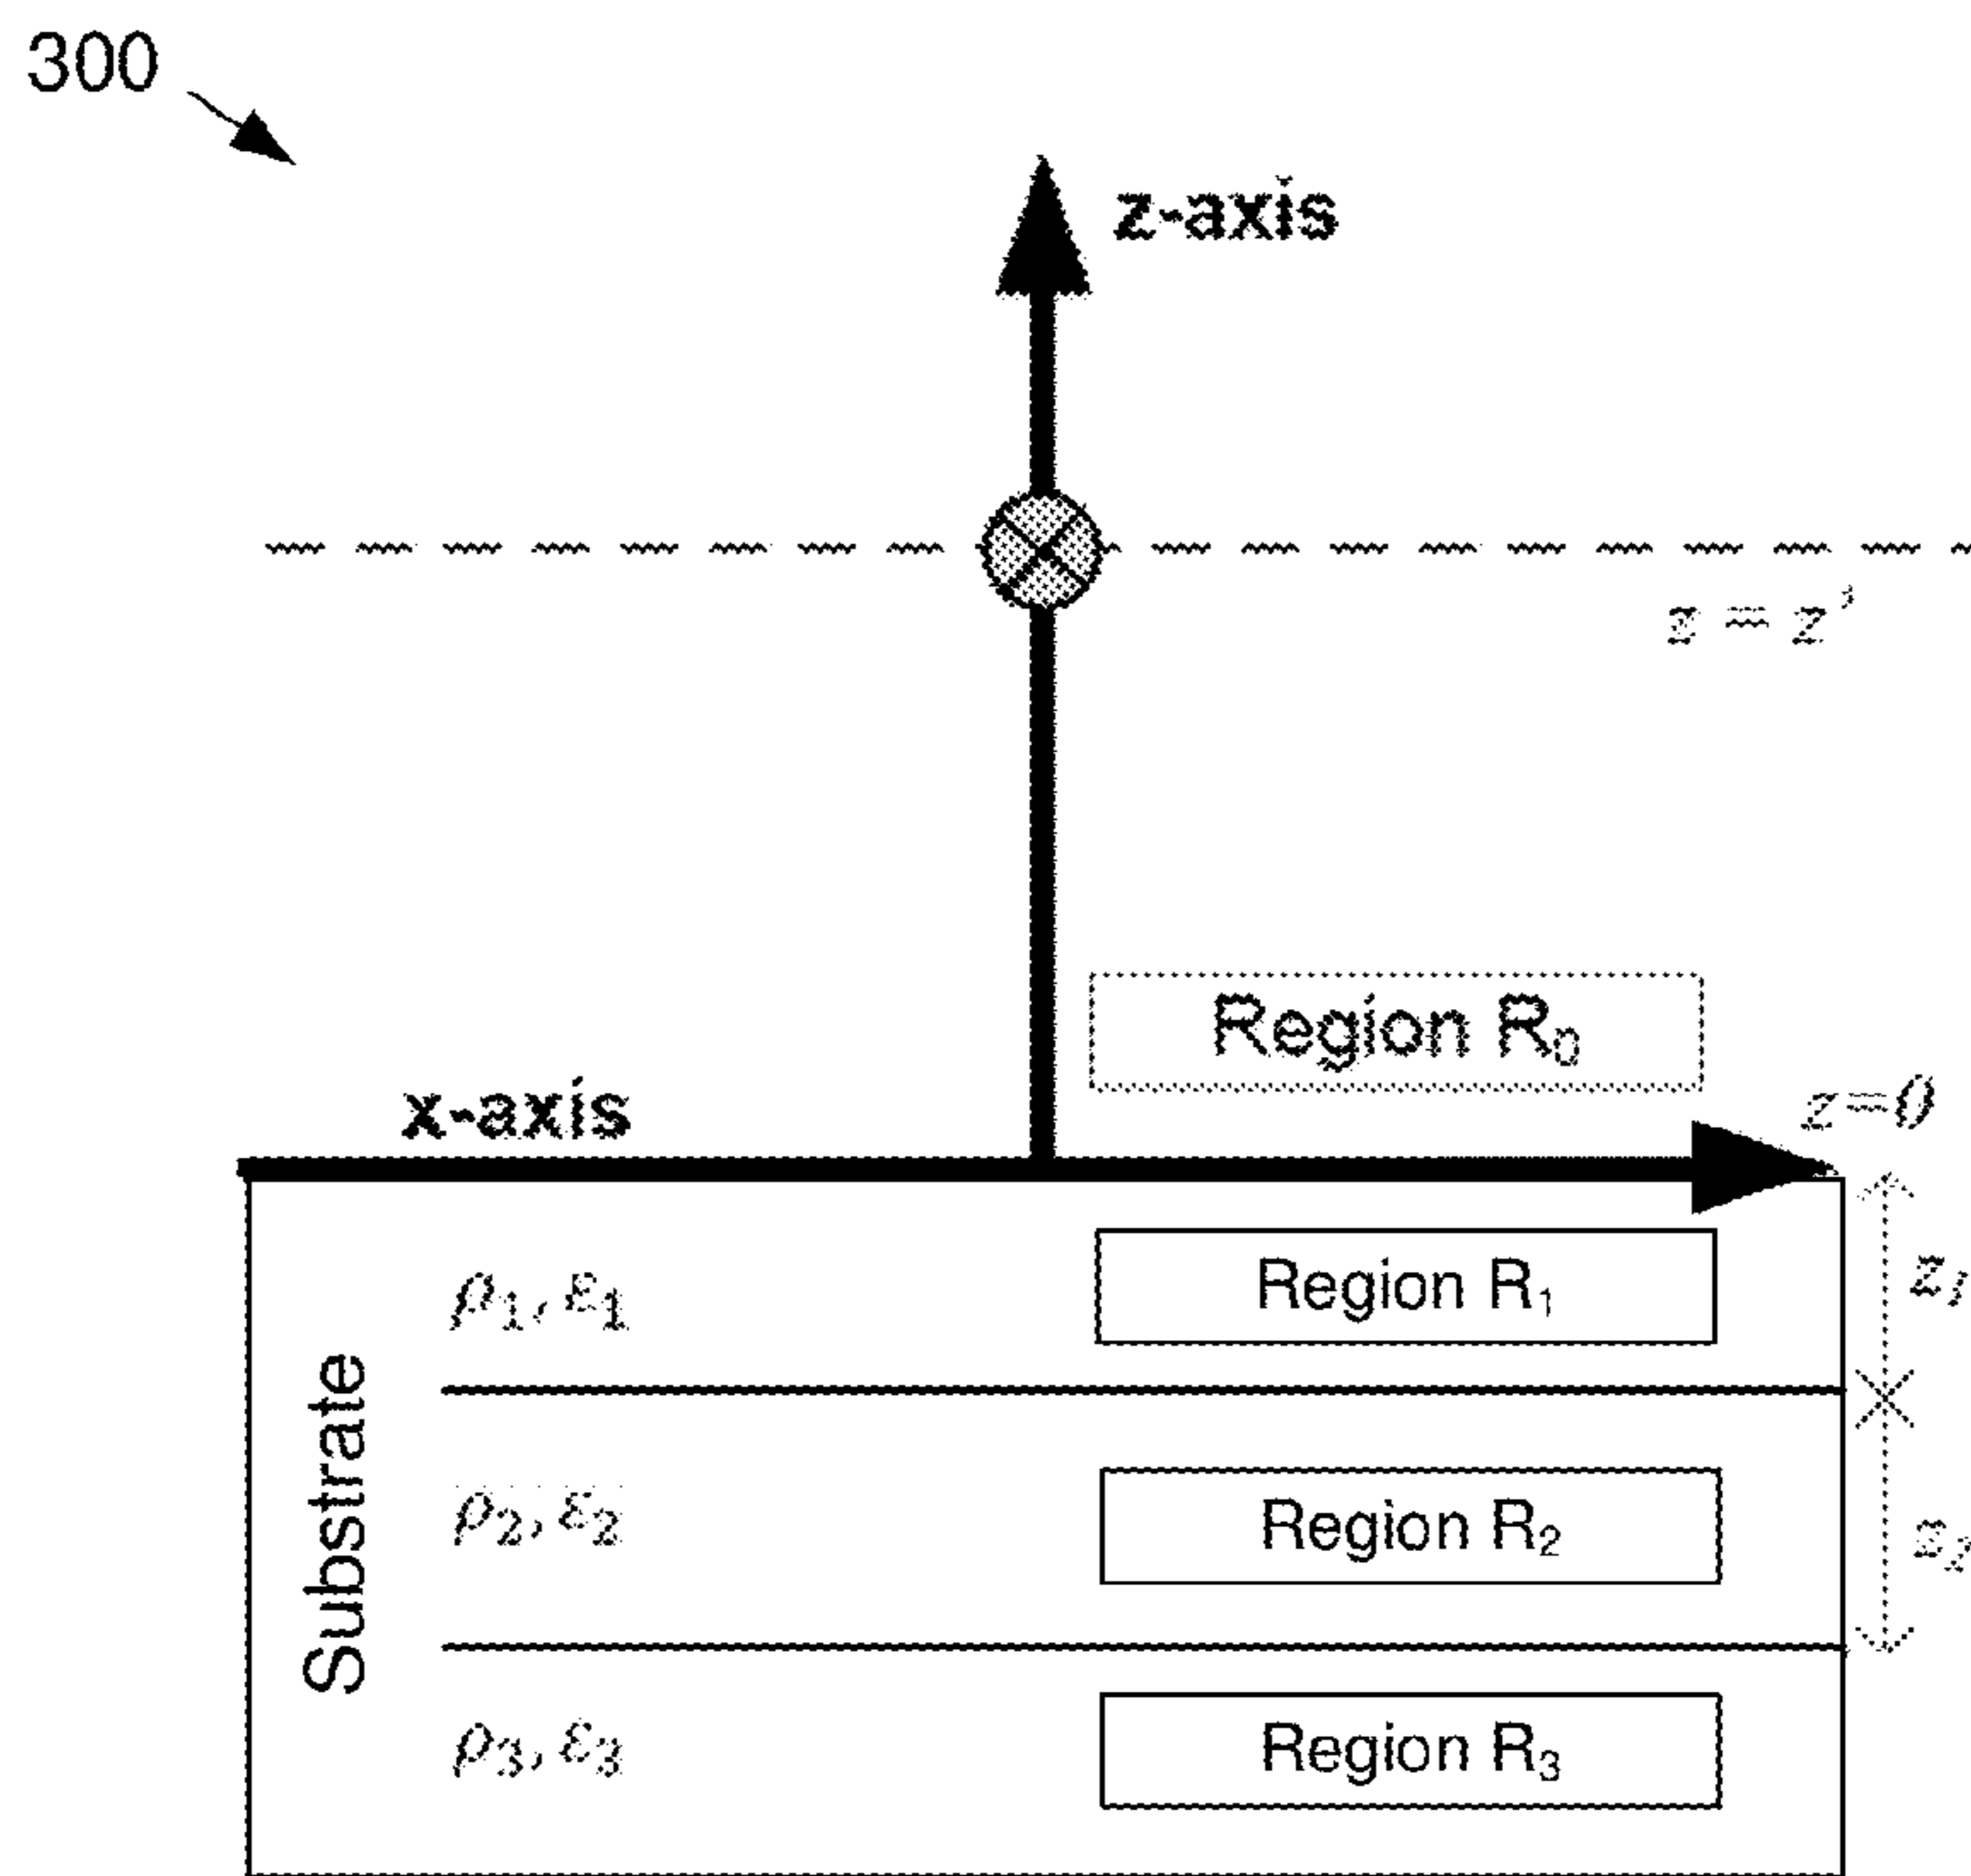 300
z-axis
z = z'
Region R₀
x-axis
z=0
ρ₁, ε₁
Region R₁
z₁
Substrate
ρ₂, ε₂
Region R₂
z₂
ρ₃, ε₃
Region R₃